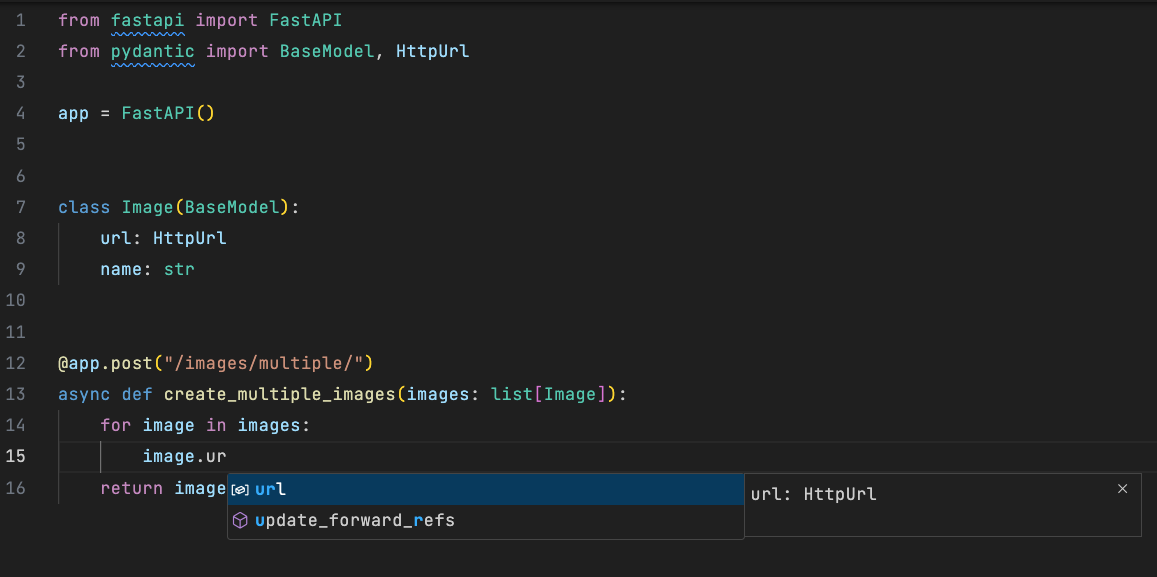 1 from fastapi import FastAPI
2 from pydantic import BaseModel, HttpUrl
3
4 app = FastAPI()
5
6
7 class Image(BaseModel):
8 url: HttpUrl
9 name: str
10
11
12 @app.post("/images/multiple/")
13 async def create_multiple_images(images: list[Image]):
14 for image in images:
15 image.ur
16 return image
url
url: HttpUrl
update_forward_refs